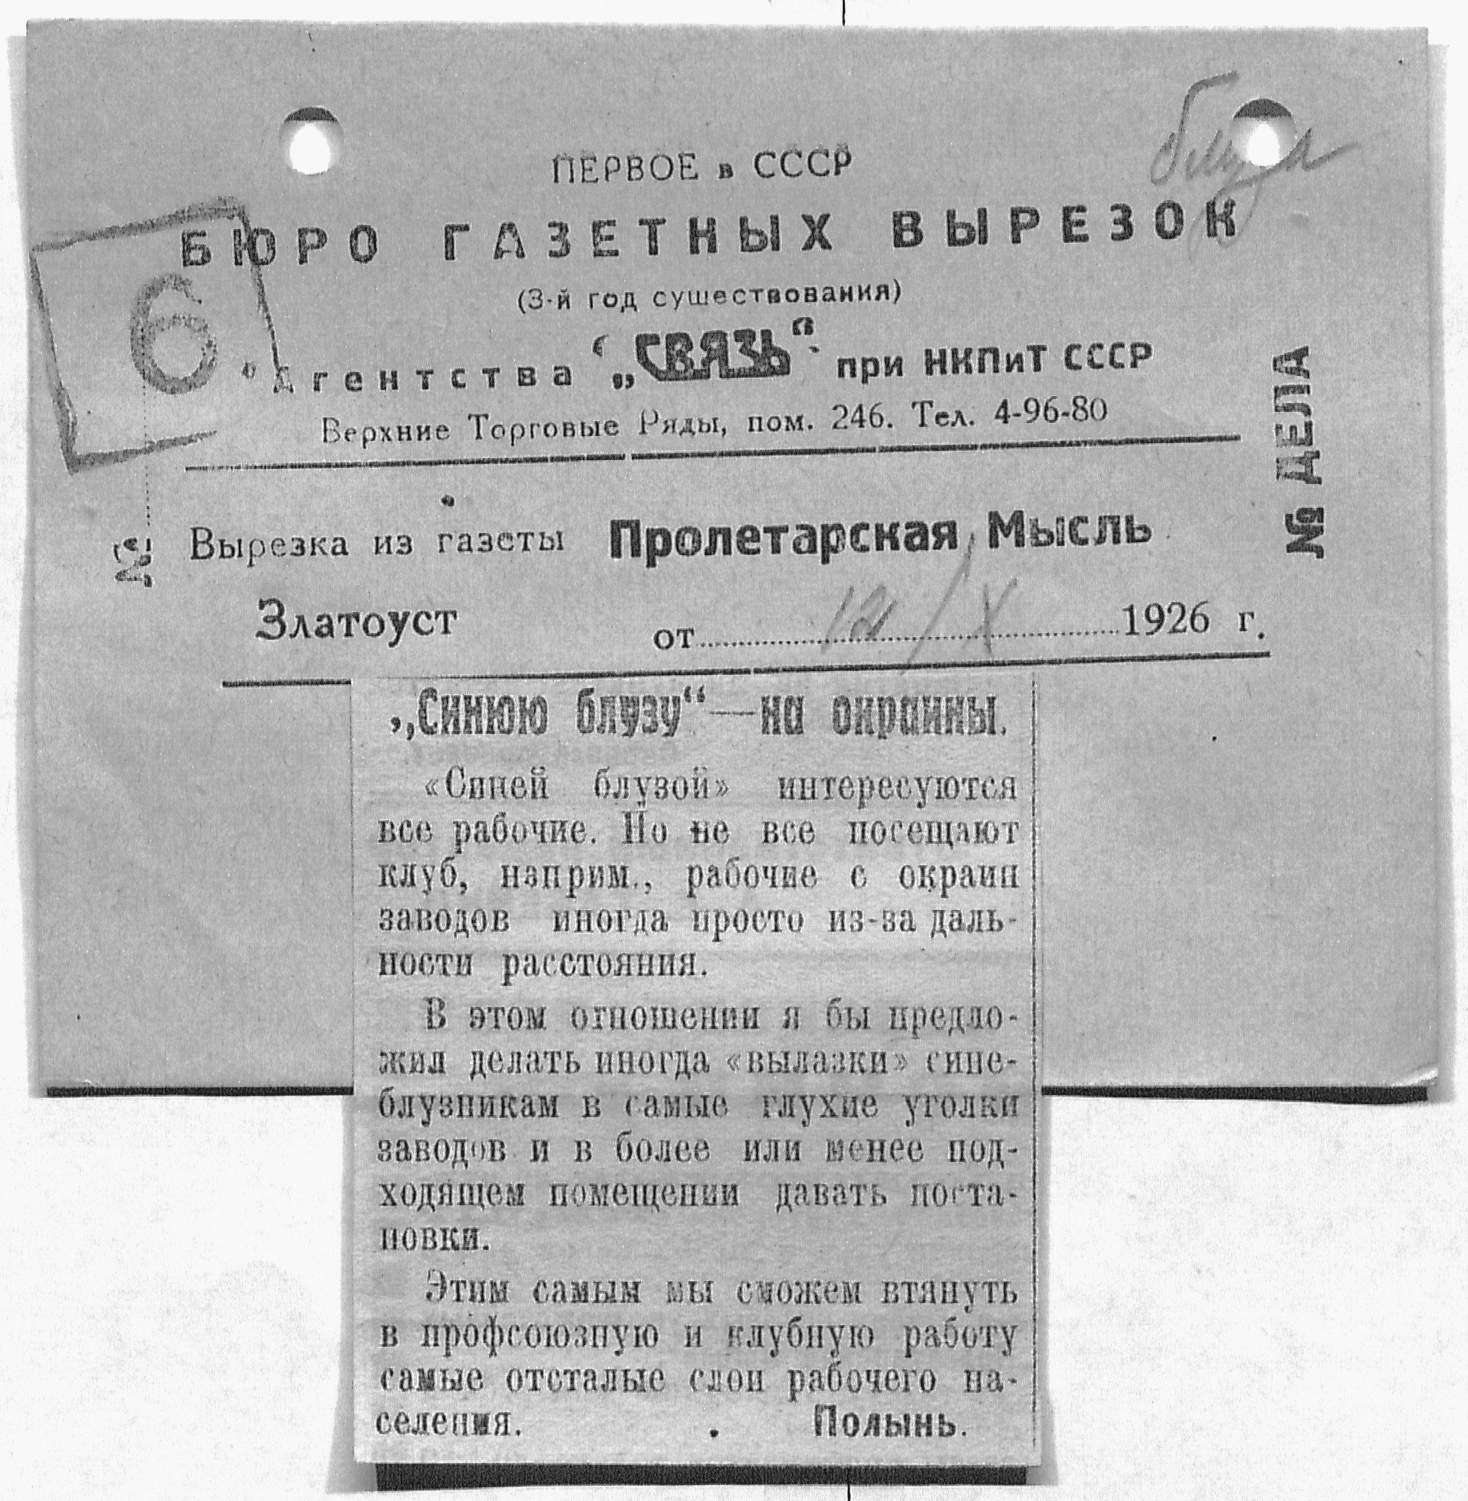 блуза
ПЕРВОЕ в СССР
БЮРО ГАЗЕТНЫХ ВЫРЕЗОК
6
(3-й год сушествования)
Агентства „СВЯЗЬ“ при НКПиТ СССР
Верхние Торговые Ряды, пом. 246. Тел. 4-96-80
№ ДЕЛА
№
Вырезка из газеты Пролетарская Мысль
Златоуст от 12/X 1926 г.
„Синюю блузу“—на окраины.
«Синей блузой» интересуются
все рабочие. Но не все посещают
клуб, наприм., рабочие с окраин
заводов иногда просто из-за даль-
ности расстояния.
В этом отношении я бы предло-
жил делать иногда «вылазки» сине-
блузникам в самые глухие уголки
заводов и в более или менее под-
ходящем помещении давать поста-
новки.
Этим самым мы сможем втянуть
в профсоюзную и клубную работу
самые отсталые слои рабочего на-
селения. Полынь.